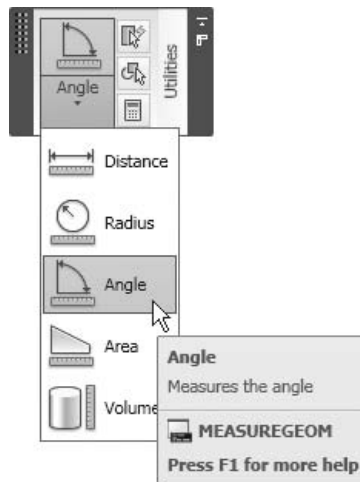 Angle
Utilities
Distance
Radius
Angle
Area
Volume
Angle
Measures the angle
MEASUREGEOM
Press F1 for more help